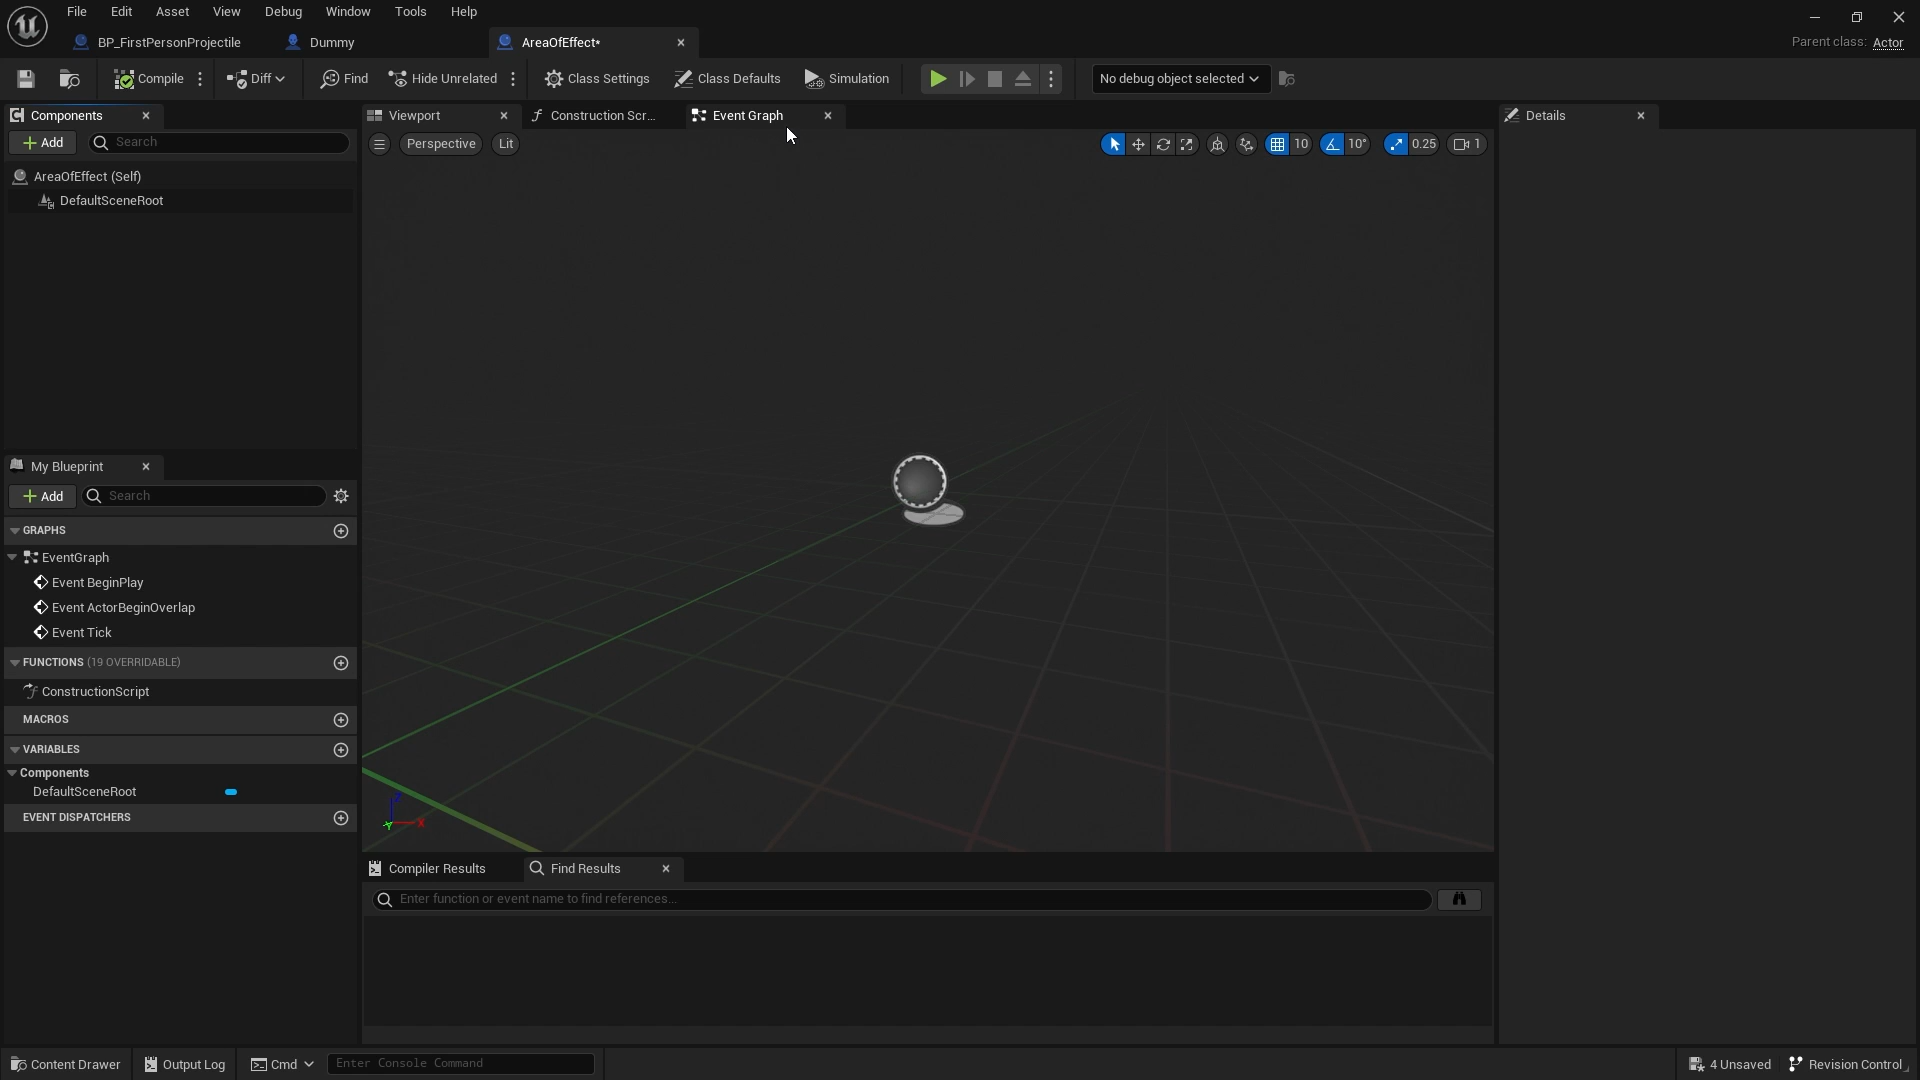 File Edit Asset View Debug Window Tools Help
BP_FirstPersonProjectile Dummy AreaOfEffect* Parent class: Actor
Compile Diff Find Hide Unrelated Class Settings Class Defaults Simulation No debug object selected
Components Viewport Construction Scr... Event Graph Details
Add Search Perspective Lit 10 10° 0.25 1
AreaOfEffect (Self)
DefaultSceneRoot
My Blueprint
Add Search
GRAPHS
EventGraph
Event BeginPlay
Event ActorBeginOverlap
Event Tick
FUNCTIONS (19 OVERRIDABLE)
ConstructionScript
MACROS
VARIABLES
Components
DefaultSceneRoot
EVENT DISPATCHERS
Z
Y X
Compiler Results Find Results
Enter function or event name to find references...
Content Drawer Output Log Cmd Enter Console Command 4 Unsaved Revision Control